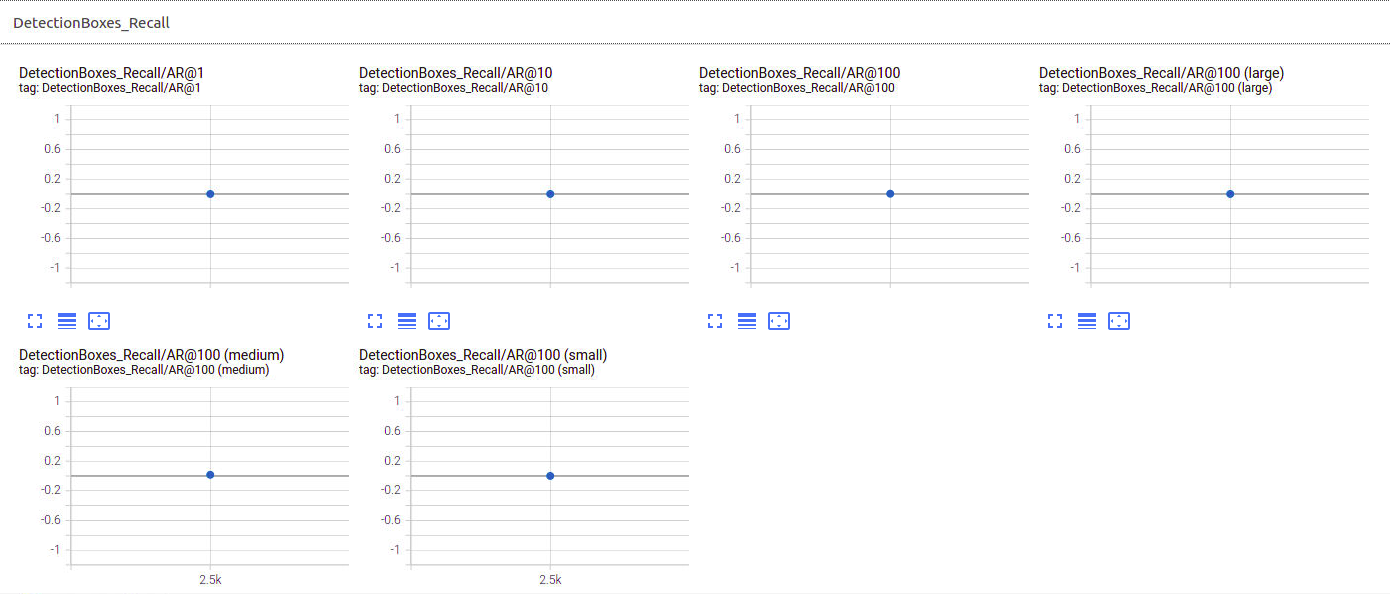 DetectionBoxes_Recall
DetectionBoxes_Recall/AR@1
tag: DetectionBoxes_Recall/AR@1
1
0.6
0.2
-0.2
-0.6
-1
DetectionBoxes_Recall/AR@10
tag: DetectionBoxes_Recall/AR@10
1
0.6
0.2
-0.2
-0.6
-1
DetectionBoxes_Recall/AR@100
tag: DetectionBoxes_Recall/AR@100
1
0.6
0.2
-0.2
-0.6
-1
DetectionBoxes_Recall/AR@100 (large)
tag: DetectionBoxes_Recall/AR@100 (large)
1
0.6
0.2
-0.2
-0.6
-1
DetectionBoxes_Recall/AR@100 (medium)
tag: DetectionBoxes_Recall/AR@100 (medium)
1
0.6
0.2
-0.2
-0.6
-1
2.5k
DetectionBoxes_Recall/AR@100 (small)
tag: DetectionBoxes_Recall/AR@100 (small)
1
0.6
0.2
-0.2
-0.6
-1
2.5k